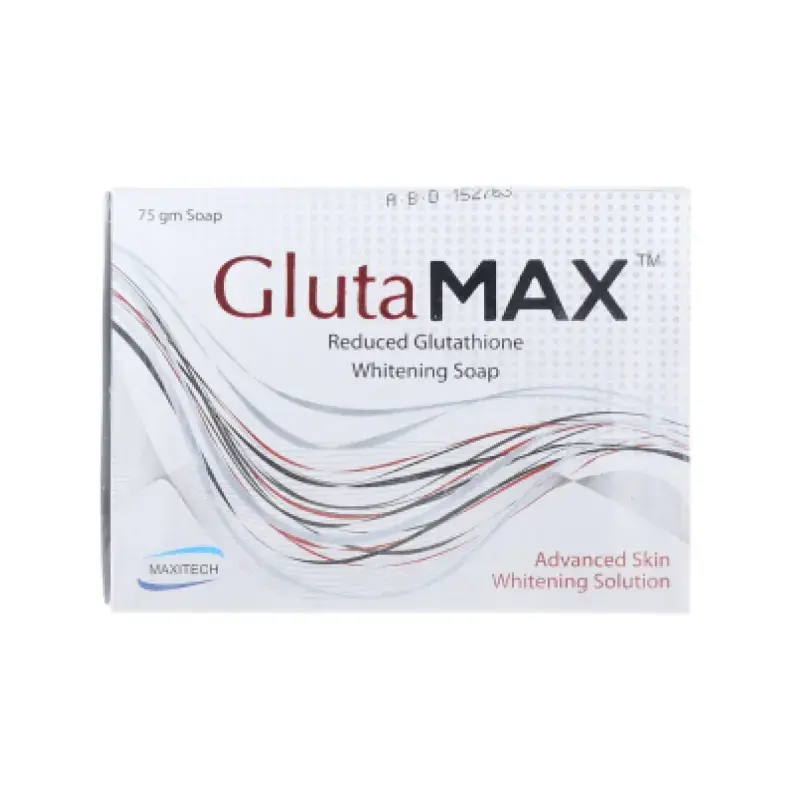 A·B·D 152763
75 gm Soap
GlutaMAX™
Reduced Glutathione
Whitening Soap
MAXITECH
Advanced Skin
Whitening Solution